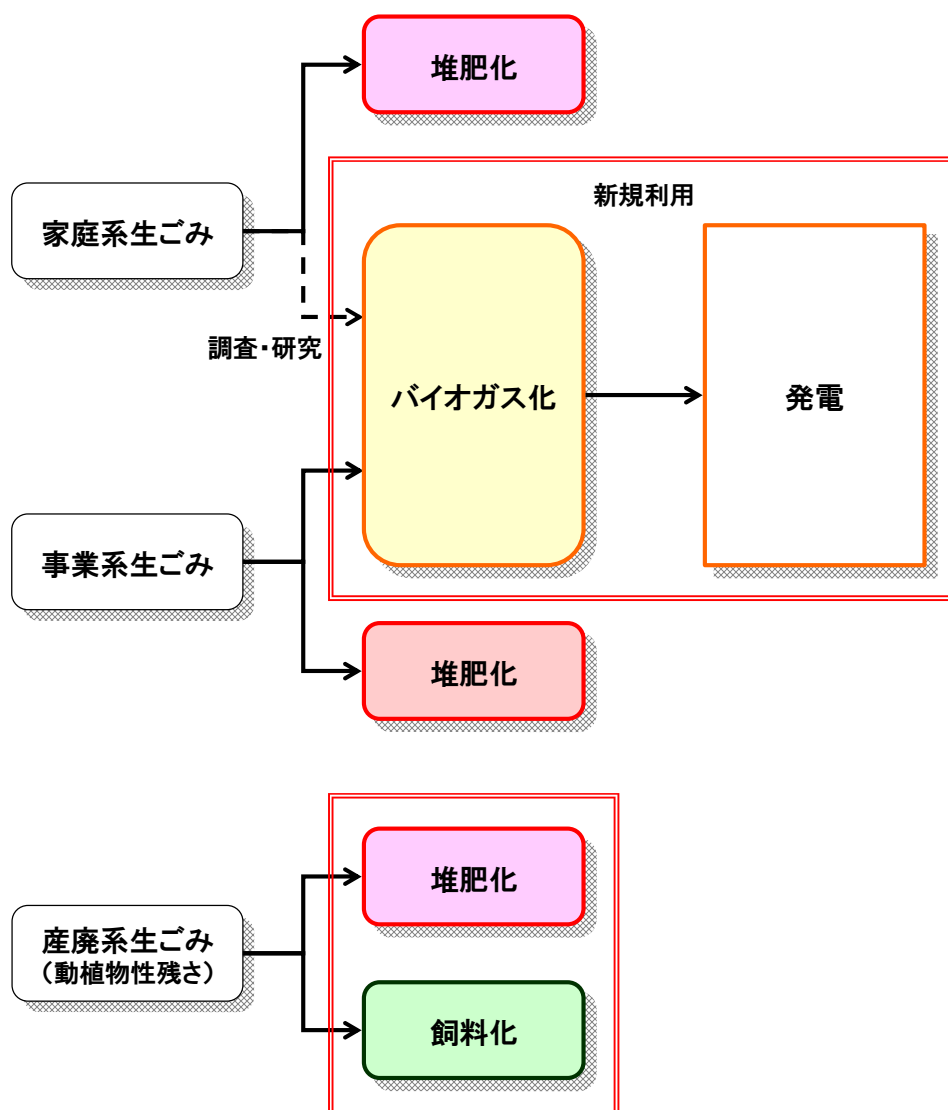 堆肥化
新規利用
家庭系生ごみ
調査・研究
バイオガス化
発電
事業系生ごみ
堆肥化
堆肥化
産廃系生ごみ
（動植物性残さ）
飼料化